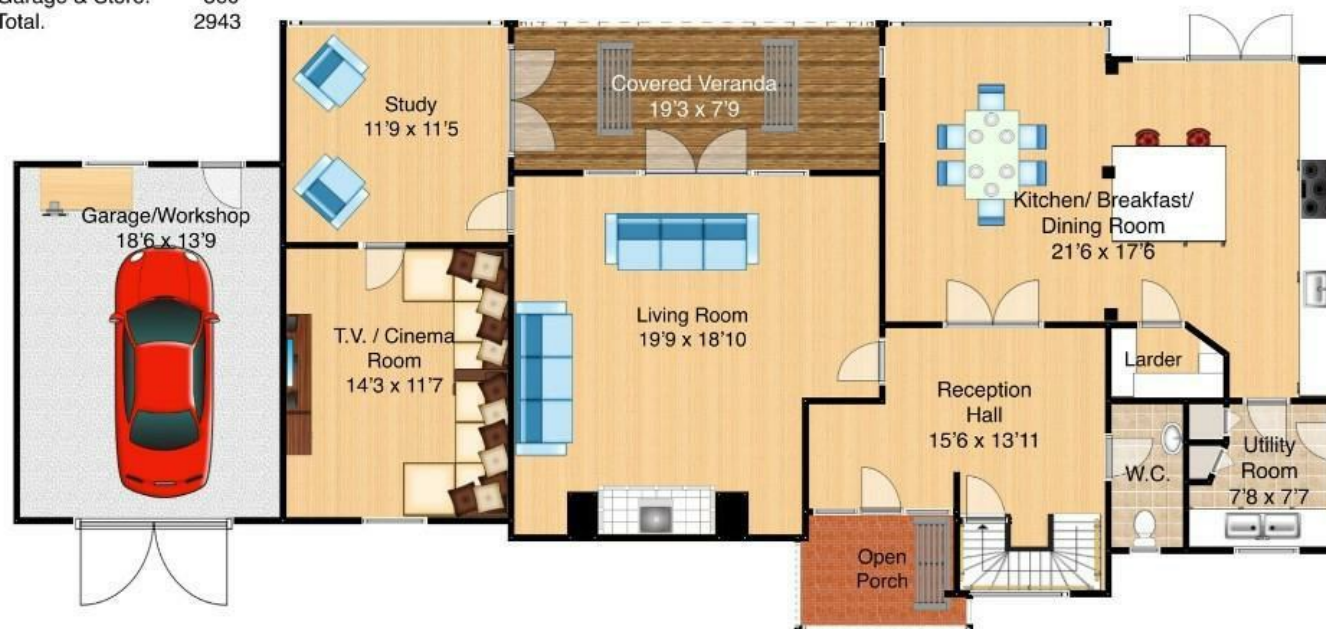 Total. 2943
Study
11'9 x 11'5
Covered Veranda
19'3 x 7'9
Garage/Workshop
18'6 x 13'9
Kitchen/ Breakfast/
Dining Room
21'6 x 17'6
T.V. / Cinema
Room
14'3 x 11'7
Living Room
19'9 x 18'10
Larder
Reception
Hall
15'6 x 13'11
W.C.
Utility
Room
7'8 x 7'7
Open
Porch